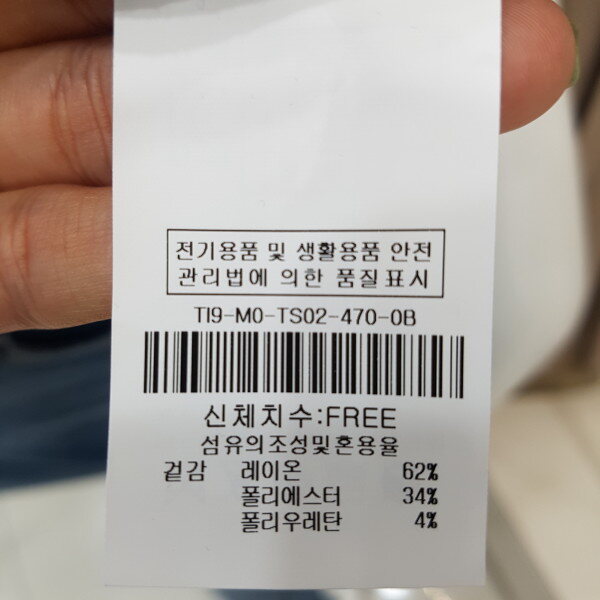 전기용품 및 생활용품 안전
관리법에 의한 품질표시
TI9-M0-TS02-470-0B
신체치수:FREE
섬유의조성및혼용율
겉감 레이온 62%
폴리에스터 34%
폴리우레탄 4%